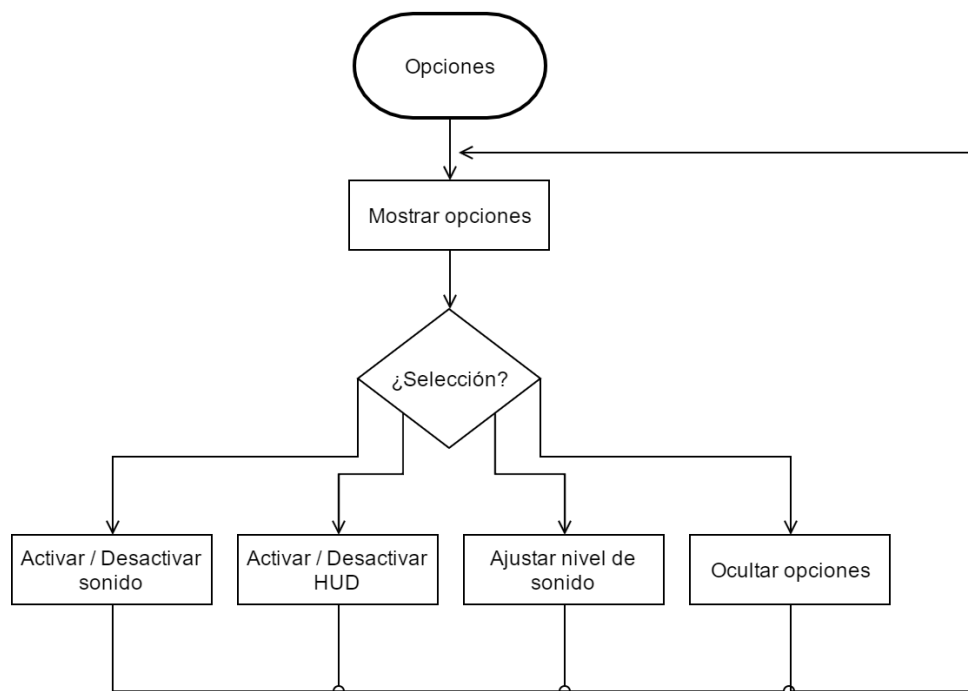 Opciones
Mostrar opciones
¿Selección?
Activar / Desactivar
sonido
Activar / Desactivar
HUD
Ajustar nivel de
sonido
Ocultar opciones